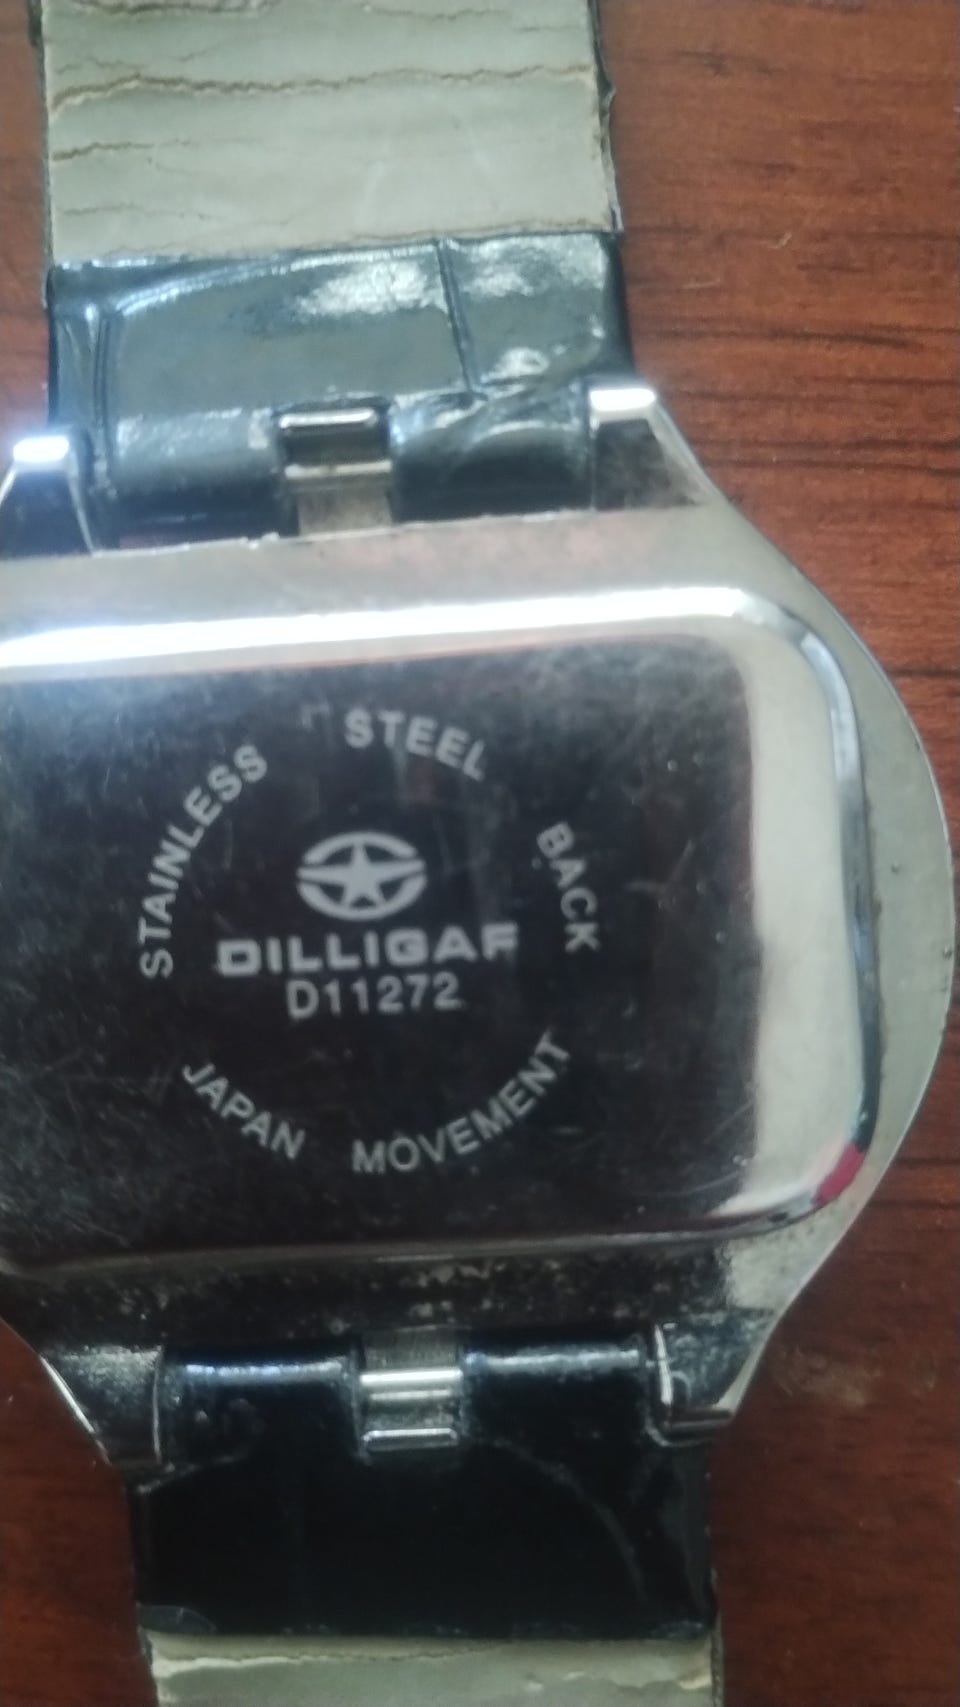 STAINLESS STEEL BACK
DILLIGAF
D11272
JAPAN MOVEMENT